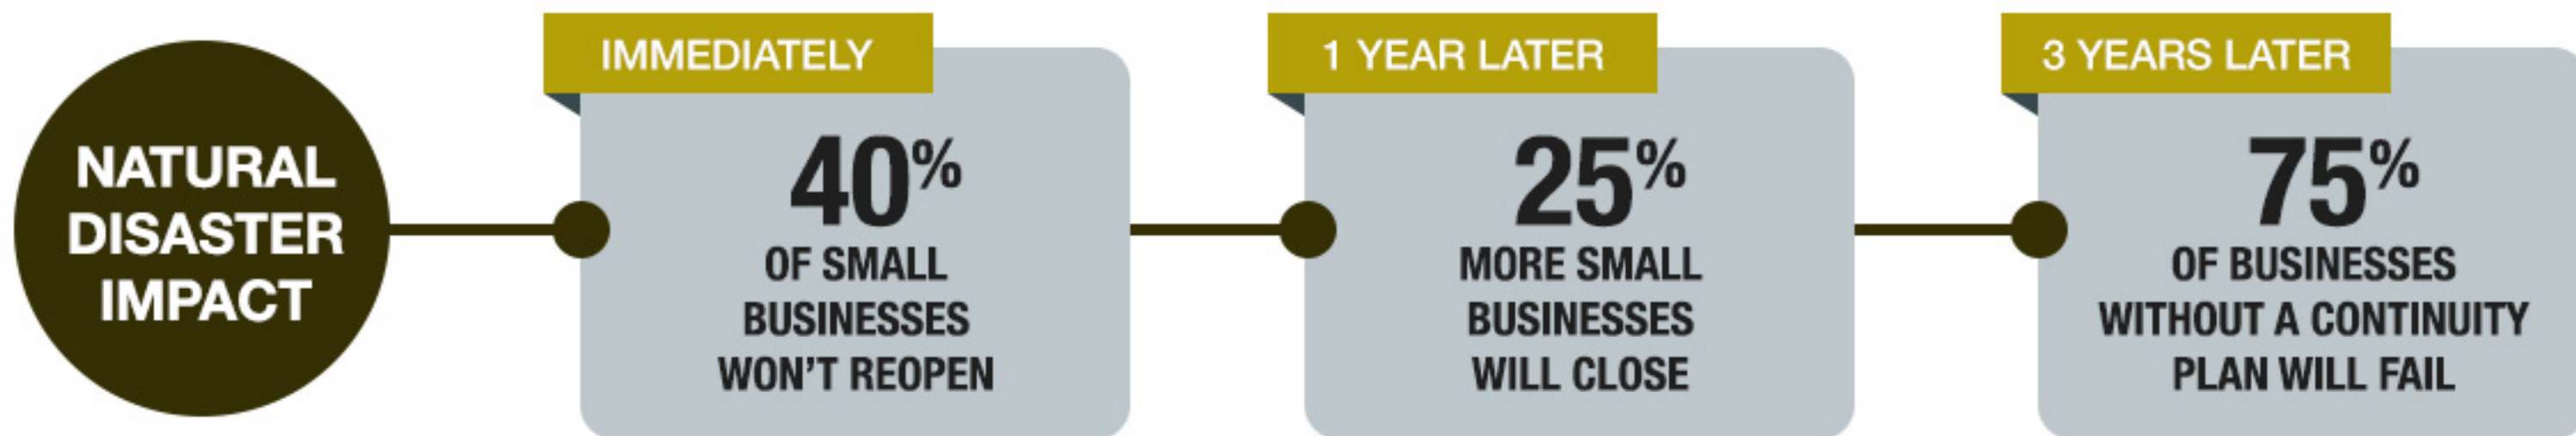 NATURAL
DISASTER
IMPACT
IMMEDIATELY
40%
OF SMALL
BUSINESSES
WON'T REOPEN
1 YEAR LATER
25%
MORE SMALL
BUSINESSES
WILL CLOSE
3 YEARS LATER
75%
OF BUSINESSES
WITHOUT A CONTINUITY
PLAN WILL FAIL